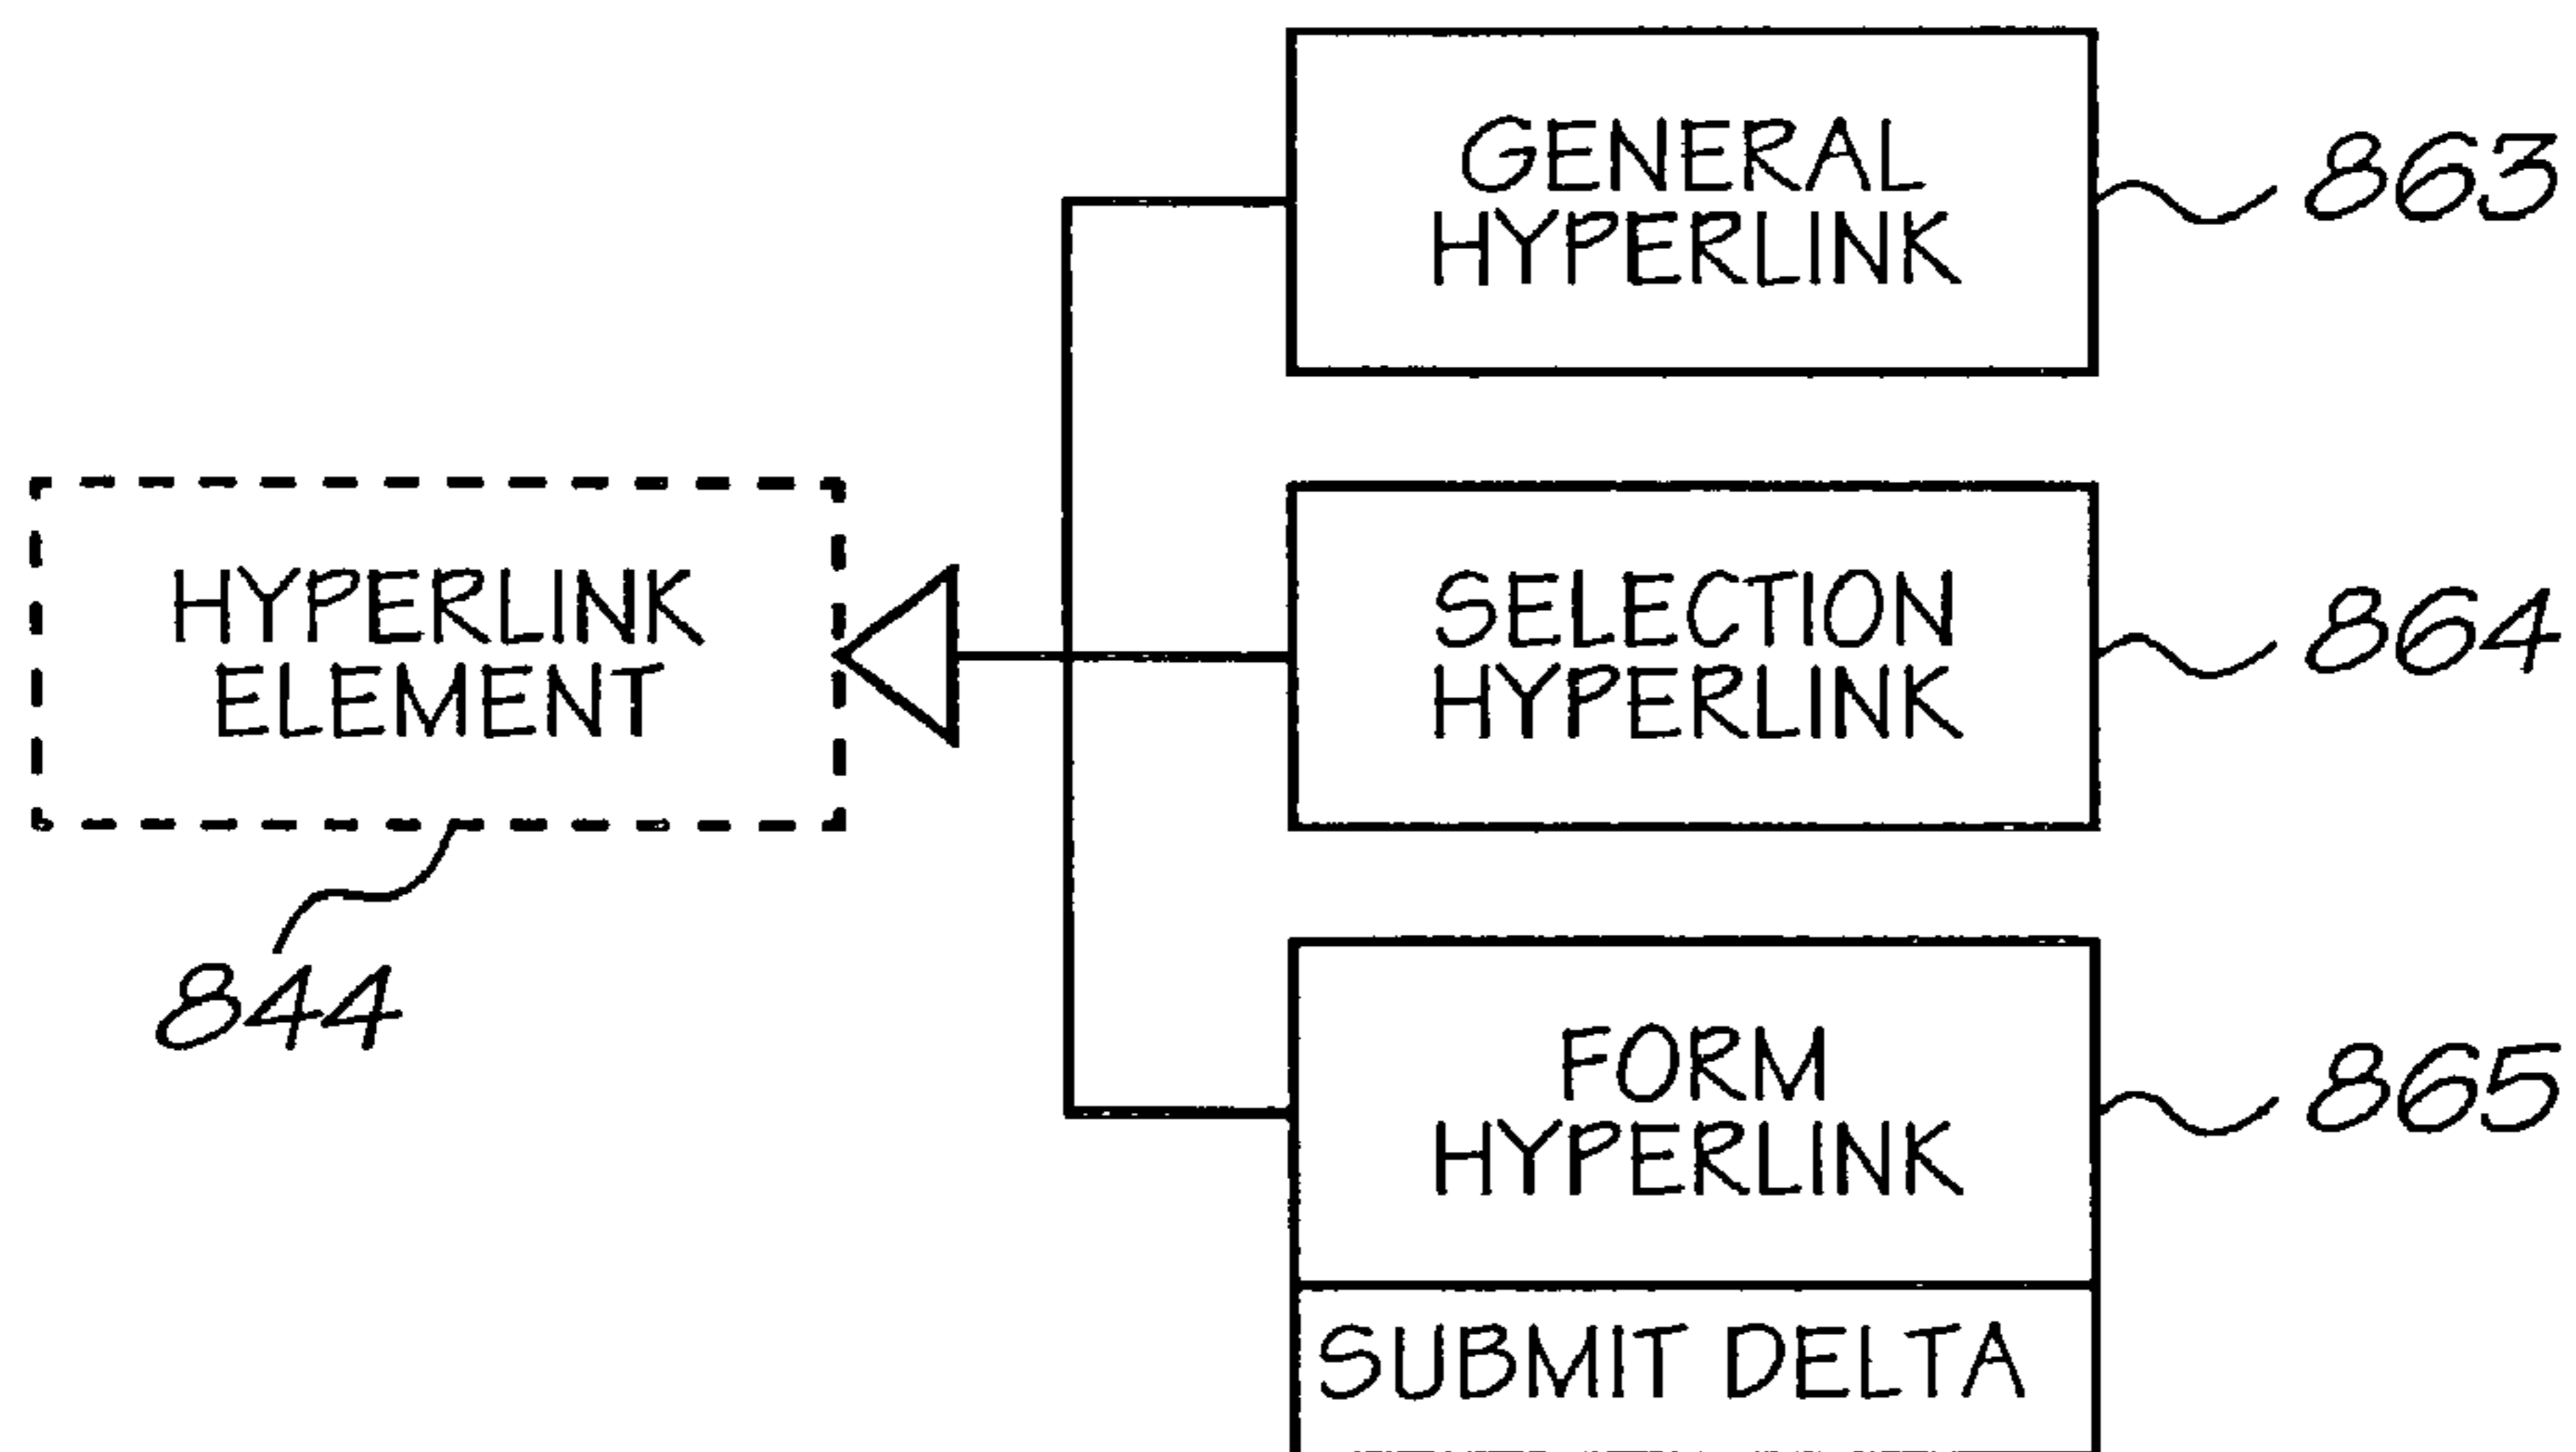 GENERAL
HYPERLINK
863
HYPERLINK
ELEMENT
844
SELECTION
HYPERLINK
864
FORM
HYPERLINK
865
SUBMIT DELTA